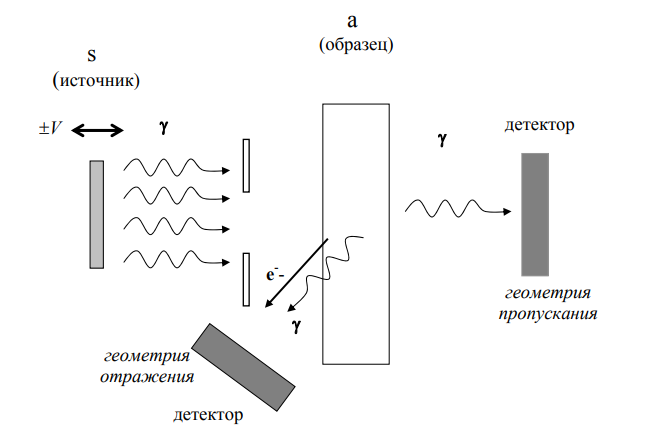 a
(образец)
s
(источник)
±V
γ
γ
детектор
e⁻-
γ
геометрия
пропускания
геометрия
отражения
детектор